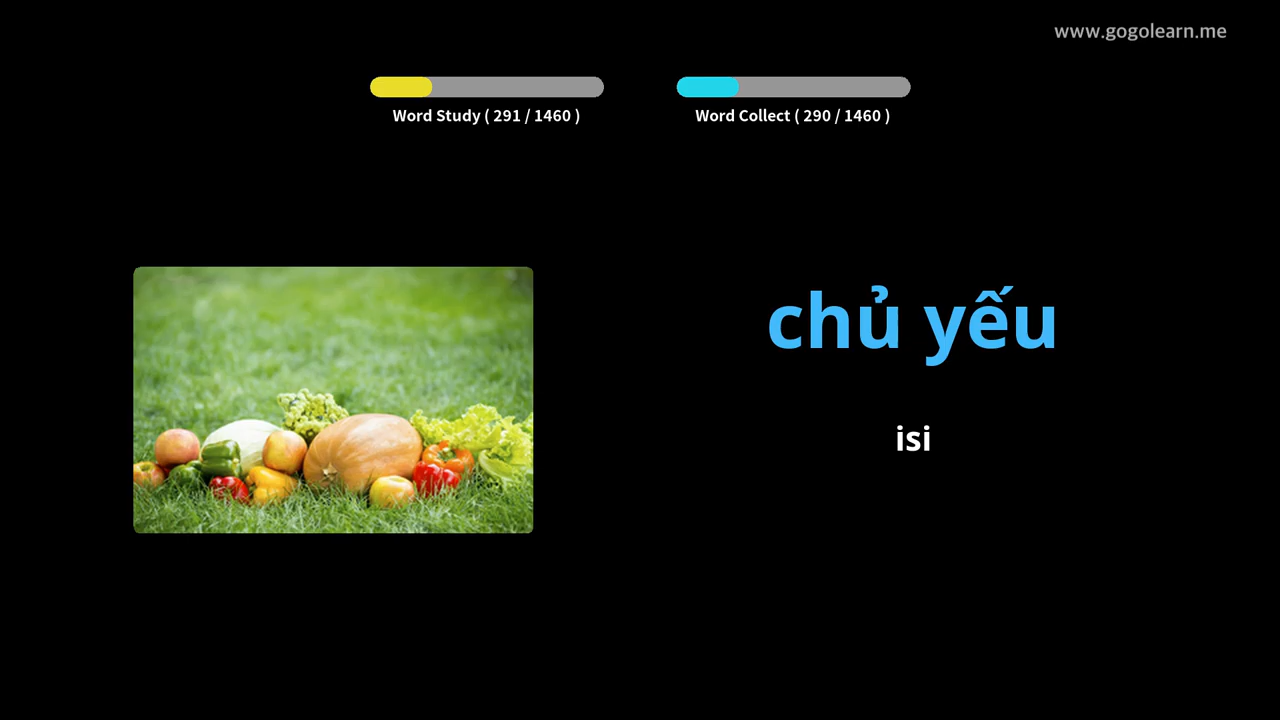 www.gogolearn.me
Word Study ( 291 / 1460 )
Word Collect ( 290 / 1460 )
chủ yếu
isi